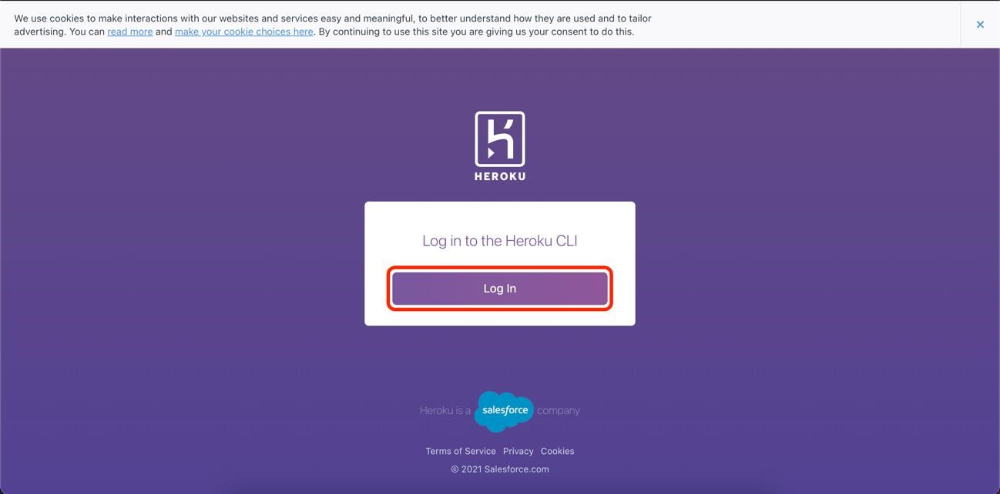 We use cookies to make interactions with our websites and services easy and meaningful, to better understand how they are used and to tailor
advertising. You can read more and make your cookie choices here. By continuing to use this site you are giving us your consent to do this.
HEROKU
Log in to the Heroku CLI
Log In
Heroku is a salesforce company
Terms of Service Privacy Cookies
© 2021 Salesforce.com